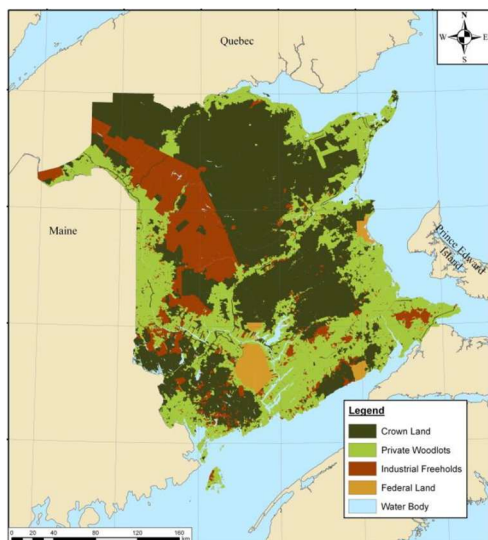 Quebec
N
W
E
S
Maine
Prince Edward
Island
Legend
Crown Land
Private Woodlots
Industrial Freeholds
Federal Land
Water Body
0 20 40 80 120 160
km